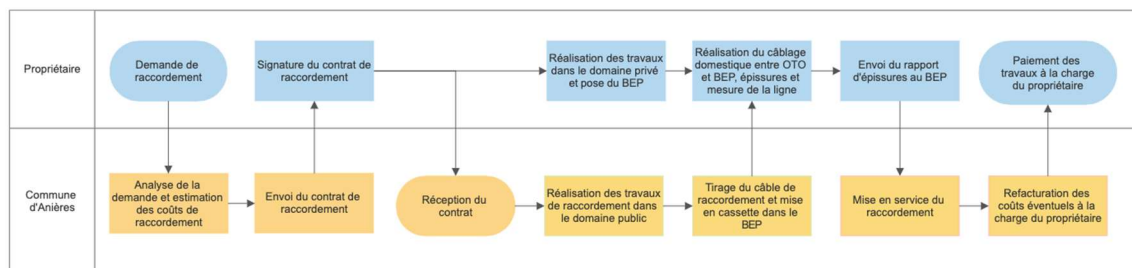 Propriétaire
Demande de
raccordement
Signature du contrat de
raccordement
Réalisation des travaux
dans le domaine privé
et pose du BEP
Réalisation du câblage
domestique entre OTO
et BEP, épissures et
mesure de la ligne
Envoi du rapport
d'épissures au BEP
Paiement des
travaux à la charge
du propriétaire
Commune
d'Anières
Analyse de la
demande et estimation
des coûts de
raccordement
Envoi du contrat de
raccordement
Réception du
contrat
Réalisation des travaux
de raccordement dans
le domaine public
Tirage du câble de
raccordement et mise
en cassette dans le
BEP
Mise en service du
raccordement
Refacturation des
coûts éventuels à la
charge du propriétaire